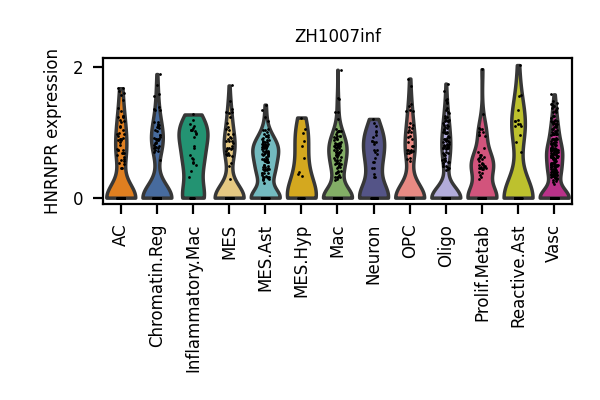 ZH1007inf
HNRNPR expression
2
0
AC
Chromatin.Reg
Inflammatory.Mac
MES
MES.Ast
MES.Hyp
Mac
Neuron
OPC
Oligo
Prolif.Metab
Reactive.Ast
Vasc